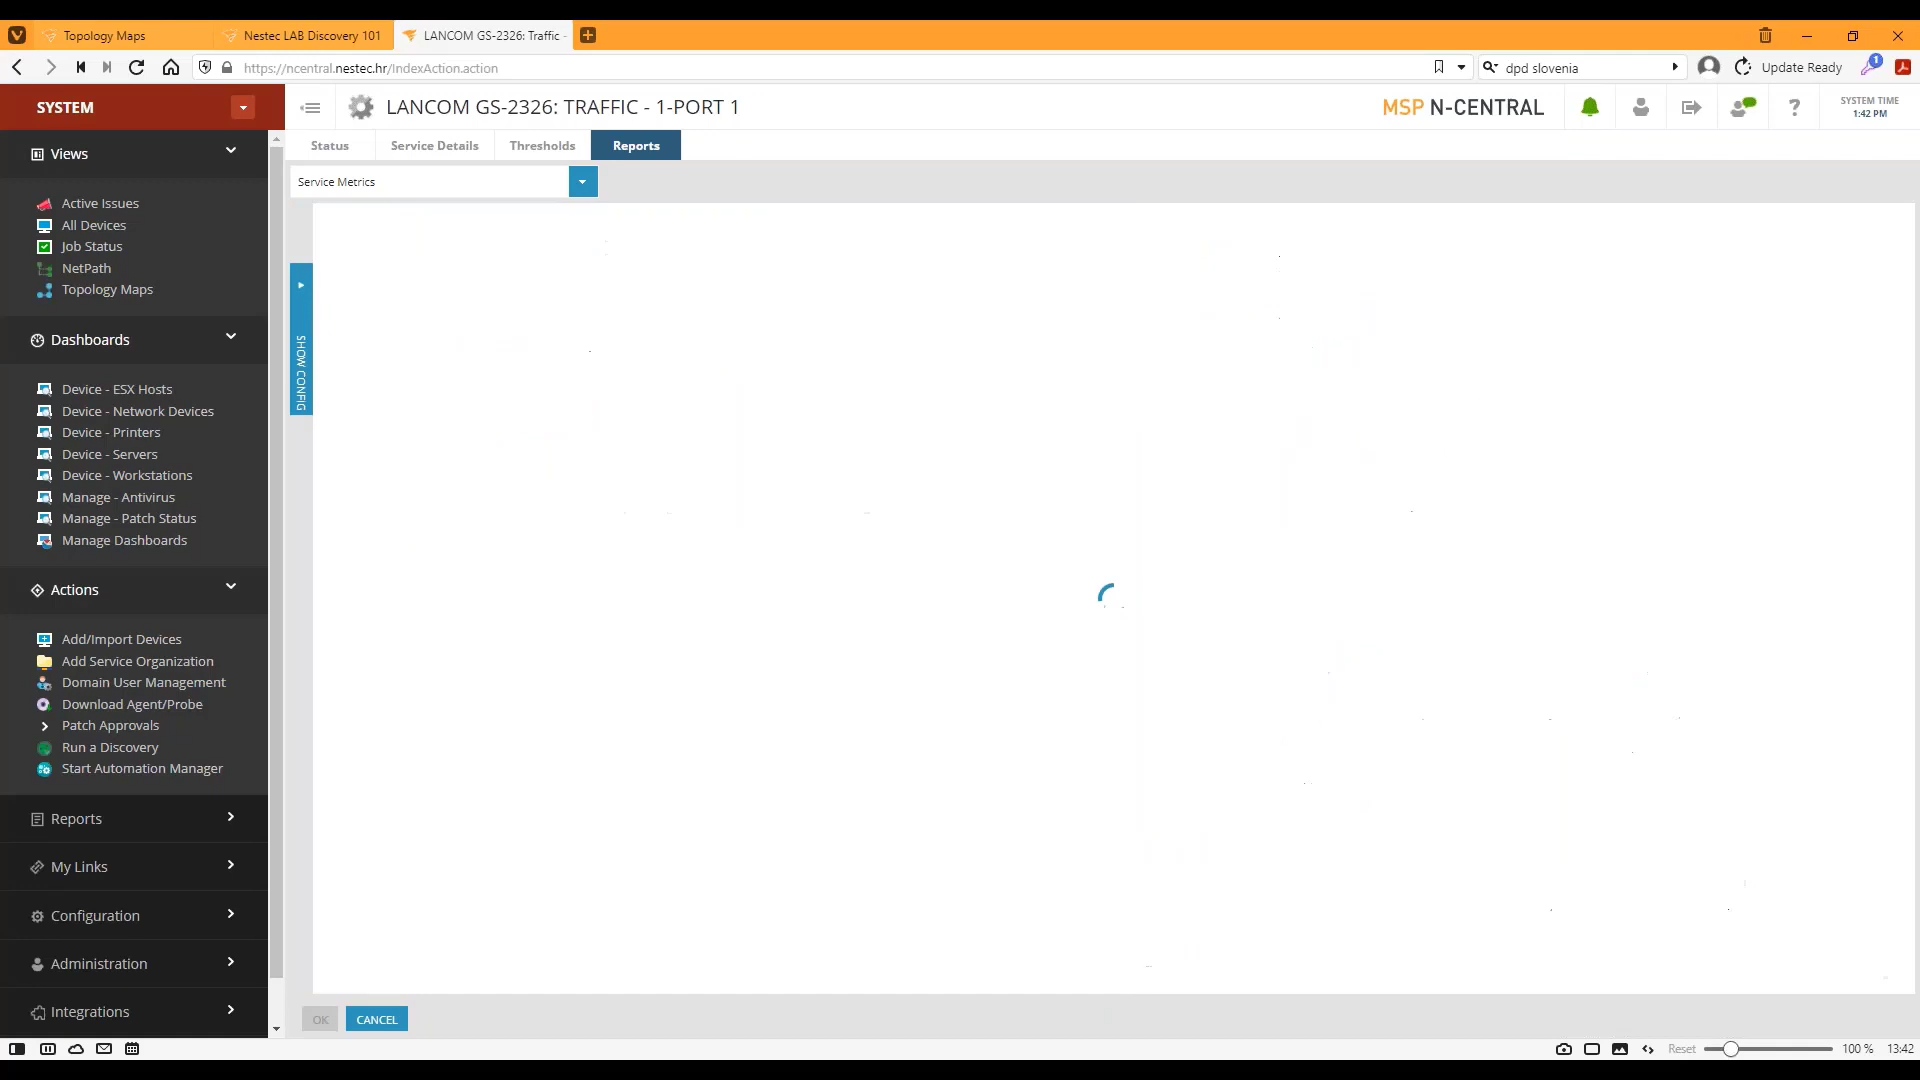 Topology Maps
Nestec LAB Discovery 101
LANCOM GS-2326: Traffic -
https://ncentral.nestec.hr/IndexAction.action
dpd slovenia
Update Ready
1
SYSTEM
LANCOM GS-2326: TRAFFIC - 1-PORT 1
MSP N-CENTRAL
?
SYSTEM TIME
1:42 PM
Status
Service Details
Thresholds
Reports
Service Metrics
SHOW CONFIG
Views
Active Issues
All Devices
Job Status
NetPath
Topology Maps
Dashboards
Device - ESX Hosts
Device - Network Devices
Device - Printers
Device - Servers
Device - Workstations
Manage - Antivirus
Manage - Patch Status
Manage Dashboards
Actions
Add/Import Devices
Add Service Organization
Domain User Management
Download Agent/Probe
Patch Approvals
Run a Discovery
Start Automation Manager
Reports
My Links
Configuration
Administration
Integrations
OK
CANCEL
Reset
100 %
13:42